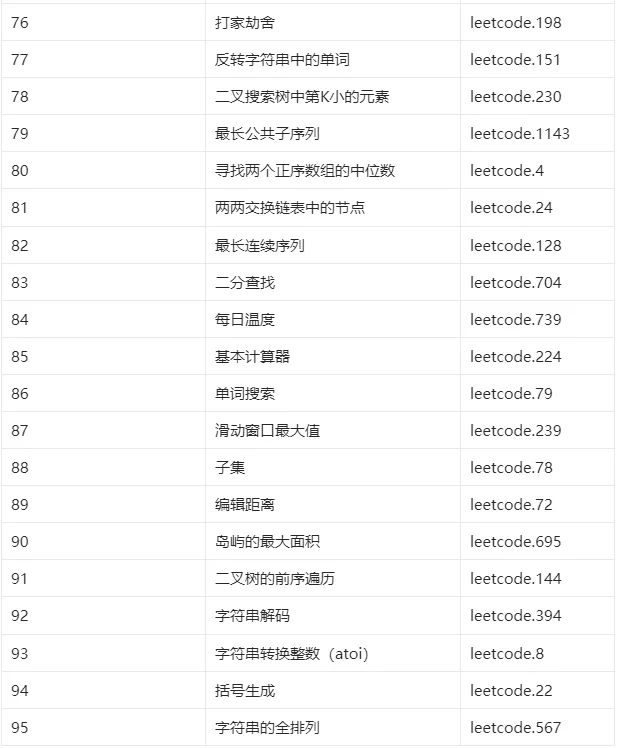 76 打家劫舍 leetcode.198
77 反转字符串中的单词 leetcode.151
78 二叉搜索树中第K小的元素 leetcode.230
79 最长公共子序列 leetcode.1143
80 寻找两个正序数组的中位数 leetcode.4
81 两两交换链表中的节点 leetcode.24
82 最长连续序列 leetcode.128
83 二分查找 leetcode.704
84 每日温度 leetcode.739
85 基本计算器 leetcode.224
86 单词搜索 leetcode.79
87 滑动窗口最大值 leetcode.239
88 子集 leetcode.78
89 编辑距离 leetcode.72
90 岛屿的最大面积 leetcode.695
91 二叉树的前序遍历 leetcode.144
92 字符串解码 leetcode.394
93 字符串转换整数（atoi） leetcode.8
94 括号生成 leetcode.22
95 字符串的全排列 leetcode.567